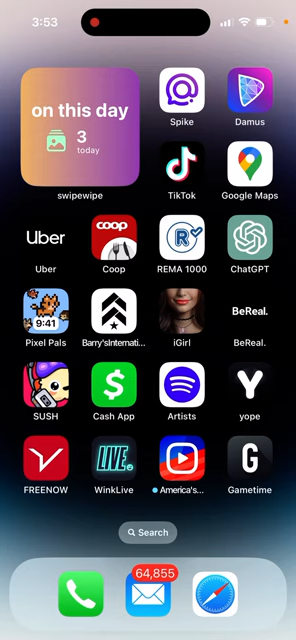 3:53
on this day
3
today
swipewipe
Spike
Damus
TikTok
Google Maps
Uber
coop
R
Uber
Coop
REMA 1000
ChatGPT
9:41
BeReal.
Pixel Pals
Barry'sInternati...
iGirl
BeReal.
$
Y
SUSH
Cash App
Artists
yope
LIVE
G
FREENOW
WinkLive
America's...
Gametime
Search
64,855